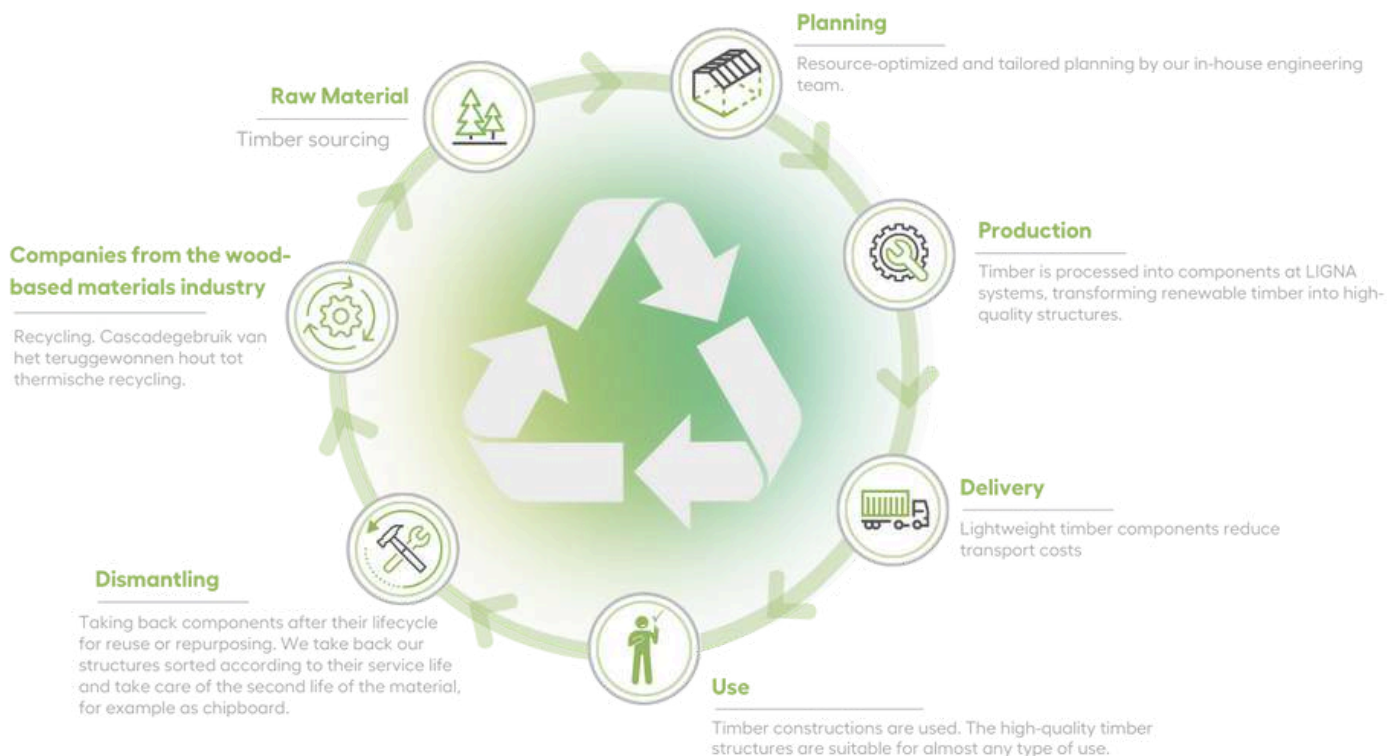 Planning
Resource-optimized and tailored planning by our in-house engineering
team.
Raw Material
Timber sourcing
Production
Timber is processed into components at LIGNA
systems, transforming renewable timber into high-
quality structures.
Companies from the wood-
based materials industry
Recycling. Cascadegebruik van
het teruggewonnen hout tot
thermische recycling.
Delivery
Lightweight timber components reduce
transport costs
Dismantling
Taking back components after their lifecycle
for reuse or repurposing. We take back our
structures sorted according to their service life
and take care of the second life of the material,
for example as chipboard.
Use
Timber constructions are used. The high-quality timber
structures are suitable for almost any type of use.